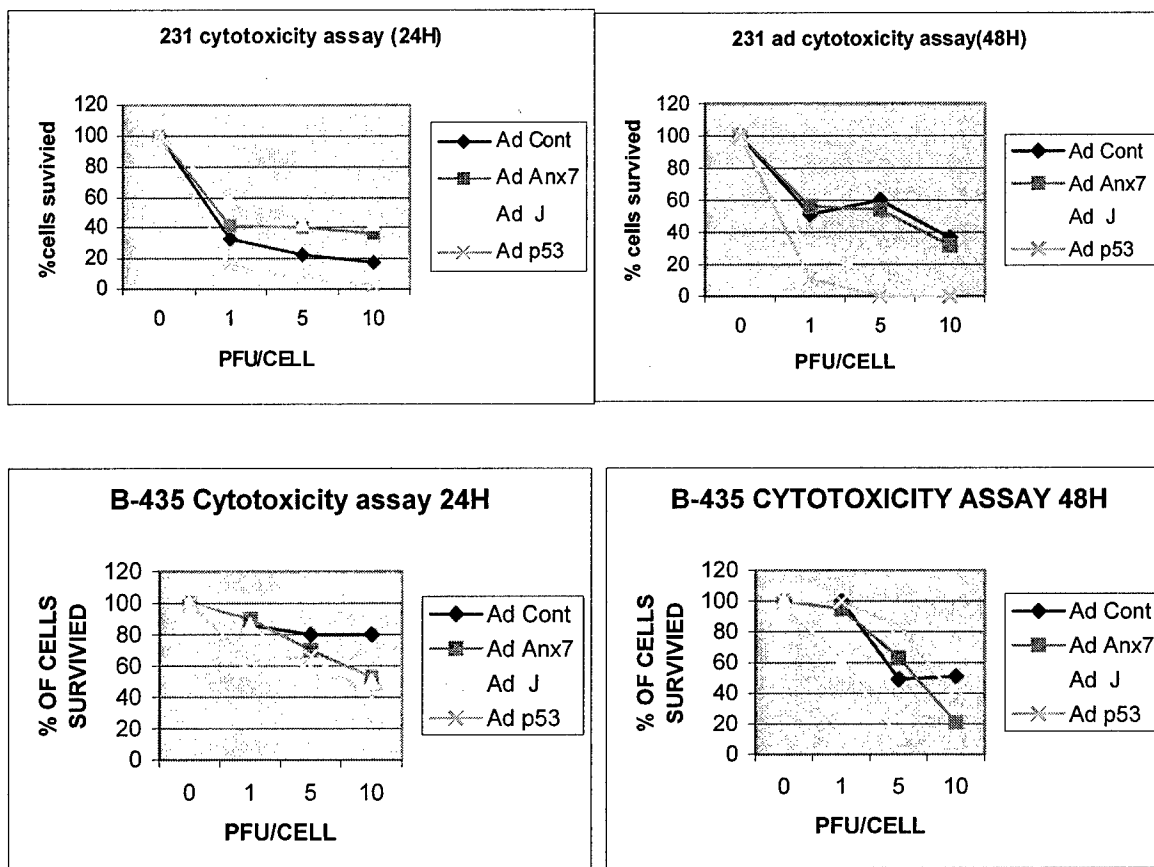 231 cytotoxicity assay (24H)
%cells suvivied
120
100
80
60
40
20
0
0 1 5 10
PFU/CELL
Ad Cont
Ad Anx7
Ad J
Ad p53
231 ad cytotoxicity assay(48H)
% cells survived
120
100
80
60
40
20
0
0 1 5 10
PFU/CELL
Ad Cont
Ad Anx7
Ad J
Ad p53
B-435 Cytotoxicity assay 24H
% OF CELLS
SURVIVIED
120
100
80
60
40
20
0
0 1 5 10
PFU/CELL
Ad Cont
Ad Anx7
Ad J
Ad p53
B-435 CYTOTOXICITY ASSAY 48H
% OF CELLS
SURVIVED
120
100
80
60
40
20
0
0 1 5 10
PFU/CELL
Ad Cont
Ad Anx7
Ad J
Ad p53